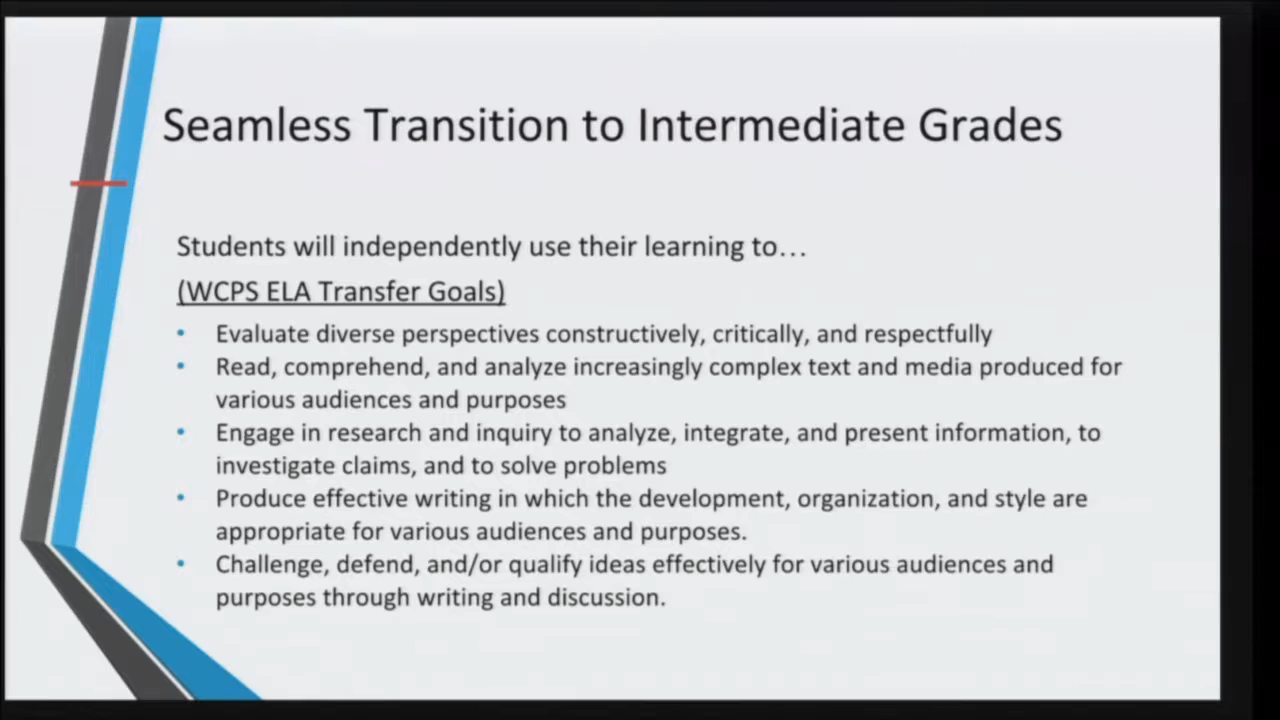 Seamless Transition to Intermediate Grades
Students will independently use their learning to…
(WCPS ELA Transfer Goals)
• Evaluate diverse perspectives constructively, critically, and respectfully
• Read, comprehend, and analyze increasingly complex text and media produced for
various audiences and purposes
• Engage in research and inquiry to analyze, integrate, and present information, to
investigate claims, and to solve problems
• Produce effective writing in which the development, organization, and style are
appropriate for various audiences and purposes.
• Challenge, defend, and/or qualify ideas effectively for various audiences and
purposes through writing and discussion.